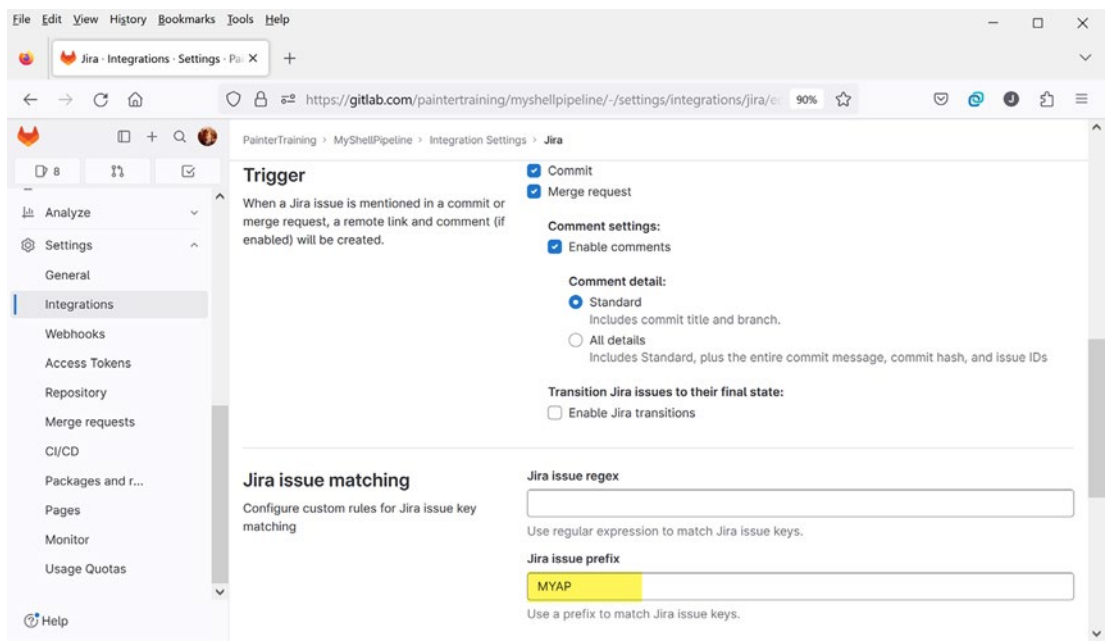 File Edit View History Bookmarks Tools Help
Jira · Integrations · Settings · Pai
https://gitlab.com/paintertraining/myshellpipeline/-/settings/integrations/jira/e
90%
J
PainterTraining > MyShellPipeline > Integration Settings > Jira
8
Analyze
Settings
General
Integrations
Webhooks
Access Tokens
Repository
Merge requests
CI/CD
Packages and r...
Pages
Monitor
Usage Quotas
Help
Trigger
When a Jira issue is mentioned in a commit or
merge request, a remote link and comment (if
enabled) will be created.
Commit
Merge request
Comment settings:
Enable comments
Comment detail:
Standard
Includes commit title and branch.
All details
Includes Standard, plus the entire commit message, commit hash, and issue IDs
Transition Jira issues to their final state:
Enable Jira transitions
Jira issue matching
Configure custom rules for Jira issue key
matching
Jira issue regex
Use regular expression to match Jira issue keys.
Jira issue prefix
MYAP
Use a prefix to match Jira issue keys.